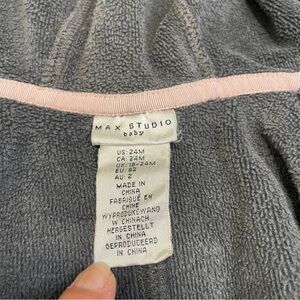 MAX STUDIO
baby
US: 24M
CA: 24M
UK: 18-24M
EU: 92
AU: 2
MADE IN
CHINA
FABRIQUÉ EN
CHINE
WYPRODUKOWANO
W CHINACH
HERGESTELLT
IN CHINA
GEPRODUCEERD
IN CHINA